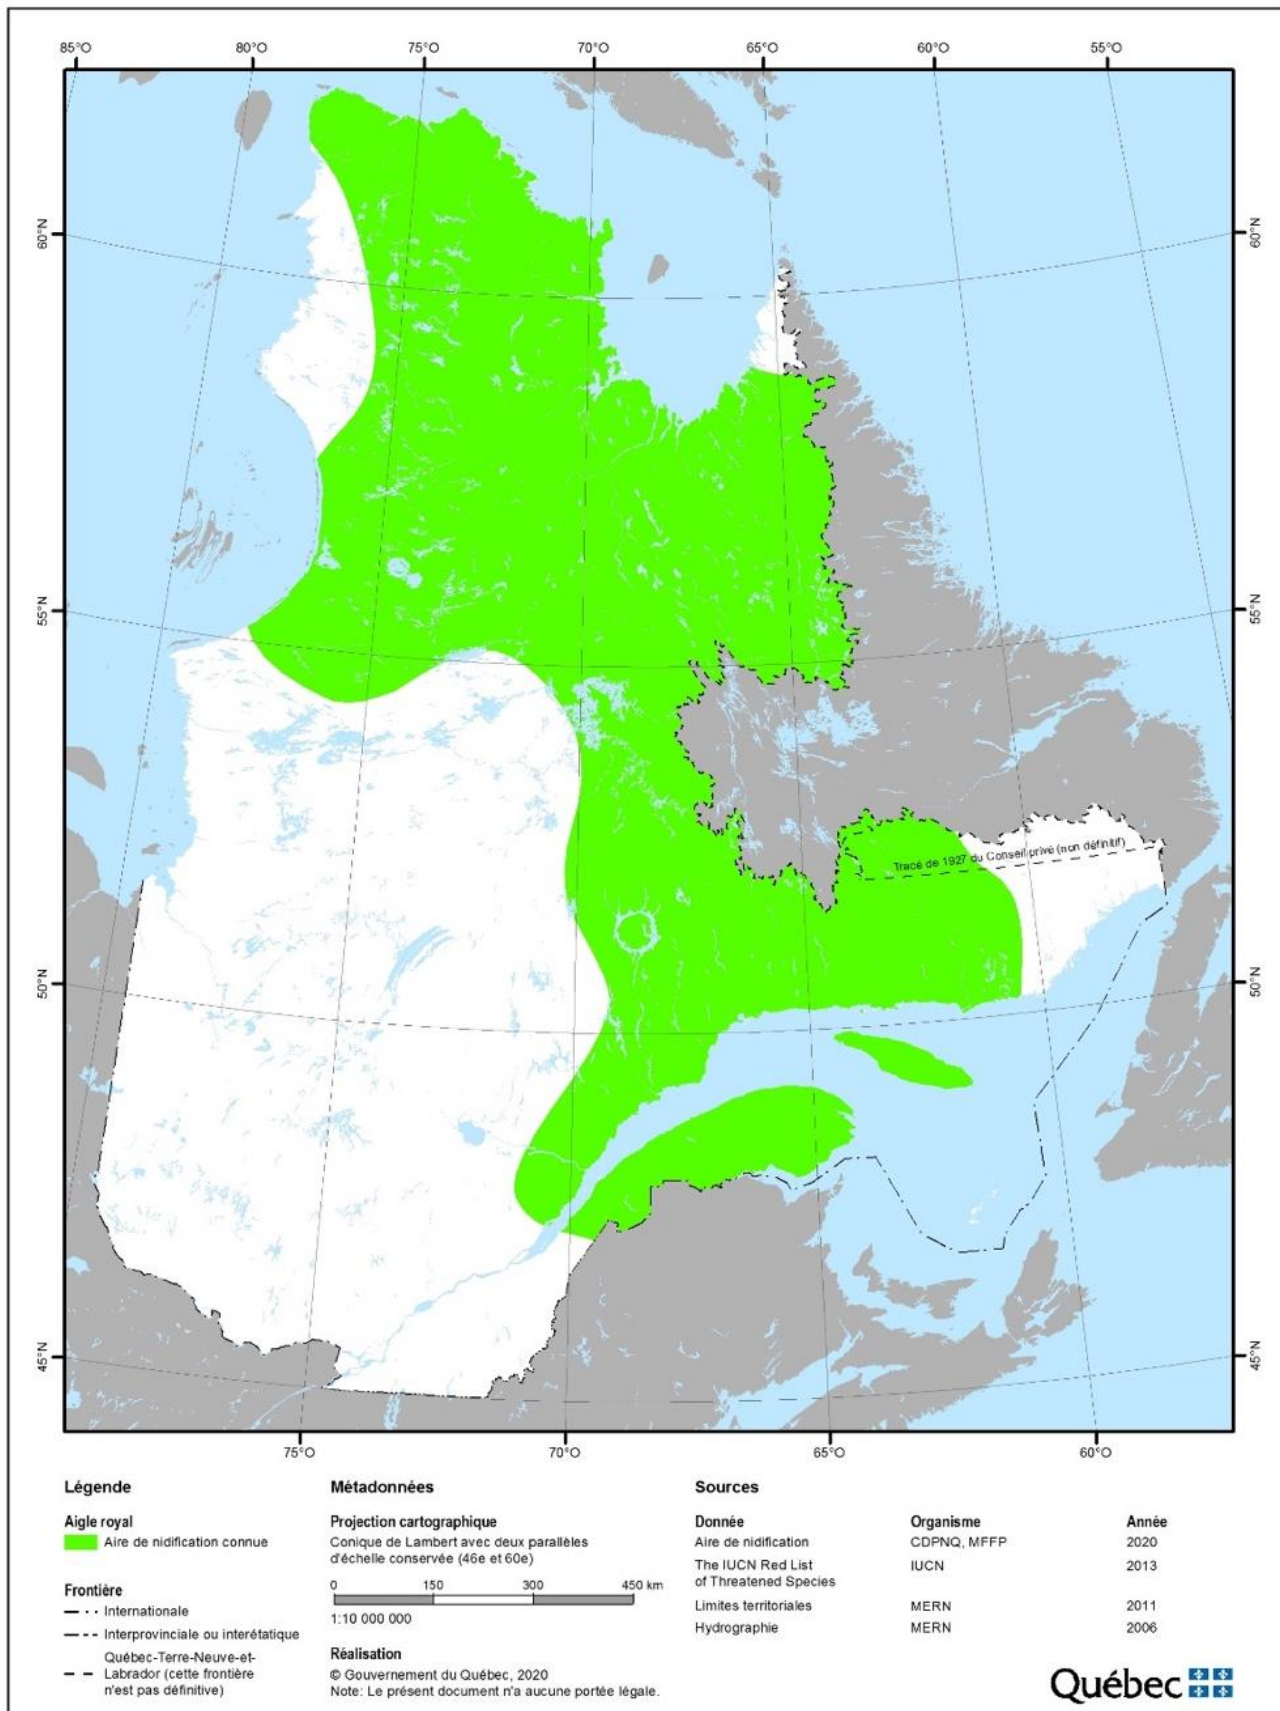 85°O
80°O
70°O
70°O
65°O
60°O
55°O
60°N
60°N
55°N
55°N
Tracé de 1927 du Conseil privé (non définitif)
50°N
50°N
45°N
45°N
75°O
70°O
65°O
60°O
Légende
Aigle royal
Aire de nidification connue
Frontière
Internationale
Interprovinciale ou interétatique
Québec-Terre-Neuve-et-
Labrador (cette frontière
n'est pas définitive)
Métadonnées
Projection cartographique
Conique de Lambert avec deux parallèles
d'échelle conservée (46e et 60e)
0 150 300 450 km
1:10 000 000
Réalisation
© Gouvernement du Québec, 2020
Note: Le présent document n'a aucune portée légale.
Sources
Donnée Organisme Année
Aire de nidification CDPNQ, MFFP 2020
The IUCN Red List IUCN 2013
of Threatened Species
Limites territoriales MERN 2011
Hydrographie MERN 2006
Québec